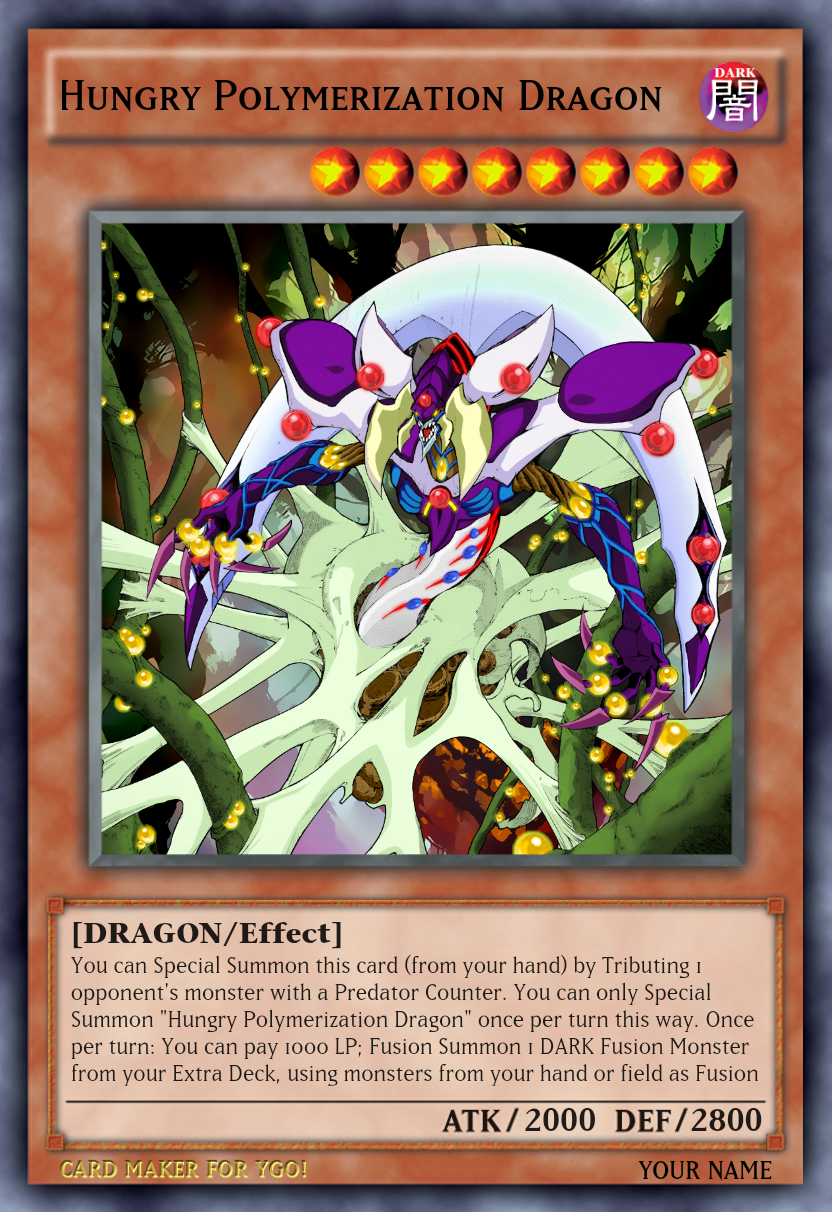 Hungry Polymerization Dragon
DARK
闇
[DRAGON/Effect]
You can Special Summon this card (from your hand) by Tributing 1
opponent's monster with a Predator Counter. You can only Special
Summon "Hungry Polymerization Dragon" once per turn this way. Once
per turn: You can pay 1000 LP; Fusion Summon 1 DARK Fusion Monster
from your Extra Deck, using monsters from your hand or field as Fusion
ATK/2000 DEF/2800
CARD MAKER FOR YGO! YOUR NAME